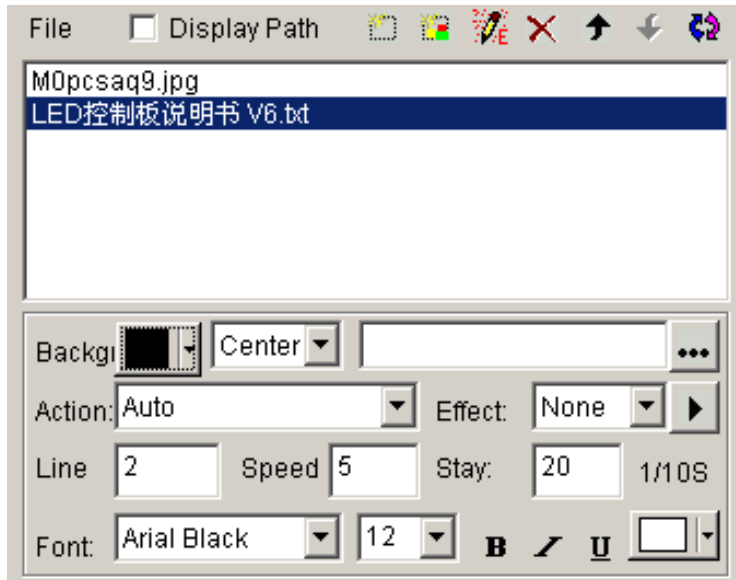 File Display Path E
M0pcsaq9.jpg
LED控制板说明书 V6.txt
Backgr Center ...
Action: Auto Effect: None
Line 2 Speed 5 Stay: 20 1/10S
Font: Arial Black 12 B I U